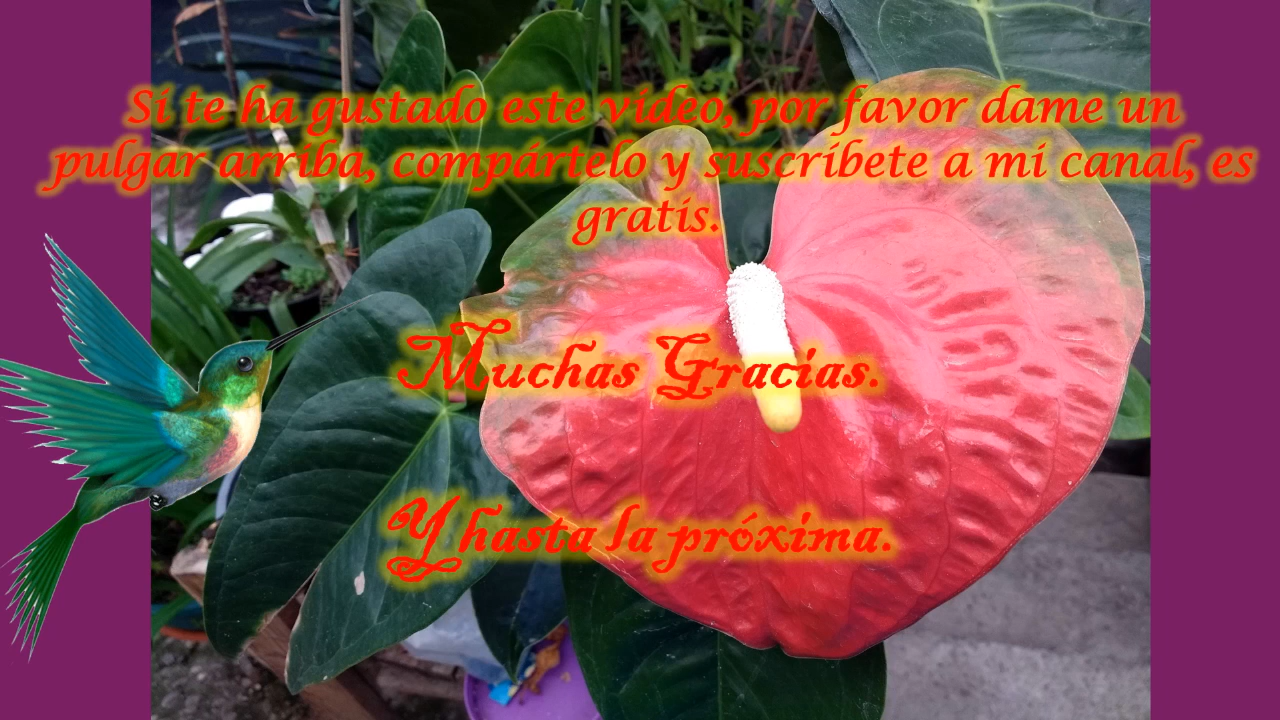 Si te ha gustado este video, por favor dame un
pulgar arriba, compártelo y suscríbete a mi canal, es
gratis.
Muchas Gracias.
Y hasta la próxima.